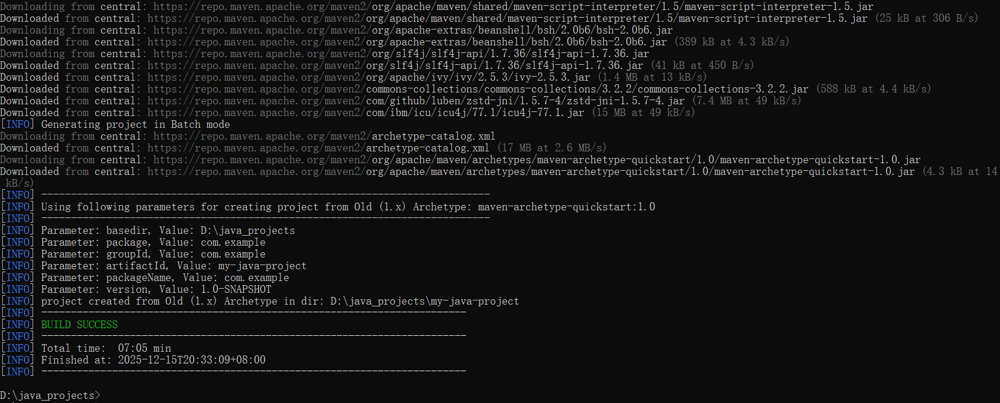 Downloading from central: https://repo.maven.apache.org/maven2/org/apache/maven/shared/maven-script-interpreter/1.5/maven-script-interpreter-1.5.jar
Downloaded from central: https://repo.maven.apache.org/maven2/org/apache/maven/shared/maven-script-interpreter/1.5/maven-script-interpreter-1.5.jar (25 kB at 306 B/s)
Downloading from central: https://repo.maven.apache.org/maven2/org/apache-extras/beanshell/bsh/2.0b6/bsh-2.0b6.jar
Downloaded from central: https://repo.maven.apache.org/maven2/org/apache-extras/beanshell/bsh/2.0b6/bsh-2.0b6.jar (389 kB at 4.3 kB/s)
Downloading from central: https://repo.maven.apache.org/maven2/org/slf4j/slf4j-api/1.7.36/slf4j-api-1.7.36.jar
Downloaded from central: https://repo.maven.apache.org/maven2/org/slf4j/slf4j-api/1.7.36/slf4j-api-1.7.36.jar (41 kB at 450 B/s)
Downloaded from central: https://repo.maven.apache.org/maven2/org/apache/ivy/ivy/2.5.3/ivy-2.5.3.jar (1.4 MB at 13 kB/s)
Downloaded from central: https://repo.maven.apache.org/maven2/commons-collections/commons-collections/3.2.2/commons-collections-3.2.2.jar (588 kB at 4.4 kB/s)
Downloaded from central: https://repo.maven.apache.org/maven2/com/github/luben/zstd-jni/1.5.7-4/zstd-jni-1.5.7-4.jar (7.4 MB at 49 kB/s)
Downloaded from central: https://repo.maven.apache.org/maven2/com/ibm/icu/icu4j/77.1/icu4j-77.1.jar (15 MB at 49 kB/s)
[INFO] Generating project in Batch mode
Downloading from central: https://repo.maven.apache.org/maven2/archetype-catalog.xml
Downloaded from central: https://repo.maven.apache.org/maven2/archetype-catalog.xml (17 MB at 2.6 MB/s)
Downloading from central: https://repo.maven.apache.org/maven2/org/apache/maven/archetypes/maven-archetype-quickstart/1.0/maven-archetype-quickstart-1.0.jar
Downloaded from central: https://repo.maven.apache.org/maven2/org/apache/maven/archetypes/maven-archetype-quickstart/1.0/maven-archetype-quickstart-1.0.jar (4.3 kB at 14
 kB/s)
[INFO] ----------------------------------------------------------------------------
[INFO] Using following parameters for creating project from Old (1.x) Archetype: maven-archetype-quickstart:1.0
[INFO] ----------------------------------------------------------------------------
[INFO] Parameter: basedir, Value: D:\java_projects
[INFO] Parameter: package, Value: com.example
[INFO] Parameter: groupId, Value: com.example
[INFO] Parameter: artifactId, Value: my-java-project
[INFO] Parameter: packageName, Value: com.example
[INFO] Parameter: version, Value: 1.0-SNAPSHOT
[INFO] project created from Old (1.x) Archetype in dir: D:\java_projects\my-java-project
[INFO] ------------------------------------------------------------------------
[INFO] BUILD SUCCESS
[INFO] ------------------------------------------------------------------------
[INFO] Total time:  07:05 min
[INFO] Finished at: 2025-12-15T20:33:09+08:00
[INFO] ------------------------------------------------------------------------
D:\java_projects>